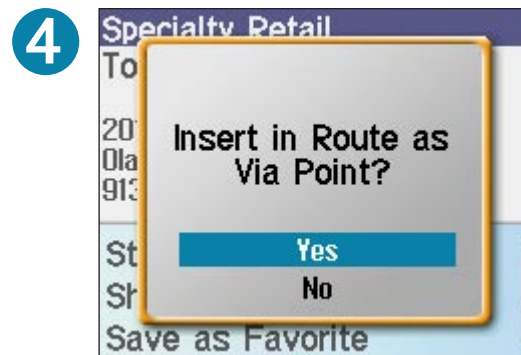 4
Specialty Retail
To
20
Ola
913
Insert in Route as
Via Point?
Yes
No
St
Sh
Save as Favorite